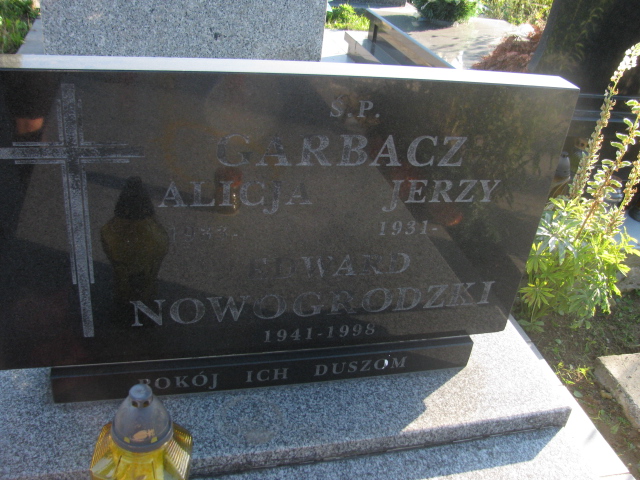 Ś.P.
GARBACZ
ALICJA JERZY
1931-
EDWARD
NOWOGRODZKI
1941-1998
POKÓJ ICH DUSZOM